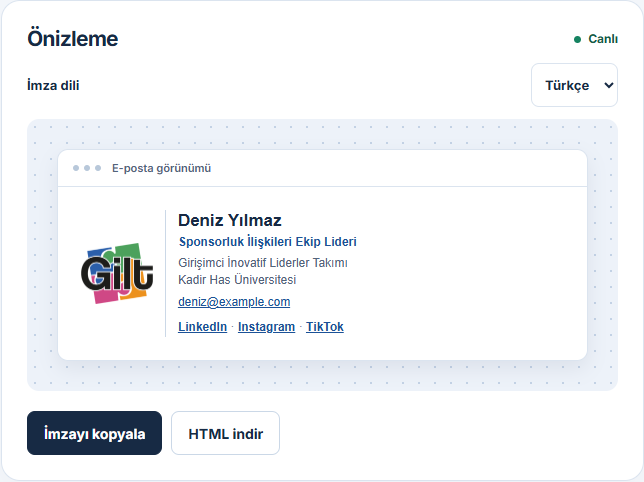 Önizleme
Canlı
İmza dili
Türkçe
E-posta görünümü
Gilt
Deniz Yılmaz
Sponsorluk İlişkileri Ekip Lideri
Girişimci İnovatif Liderler Takımı
Kadir Has Üniversitesi
deniz@example.com
LinkedIn · Instagram · TikTok
İmzayı kopyala
HTML indir